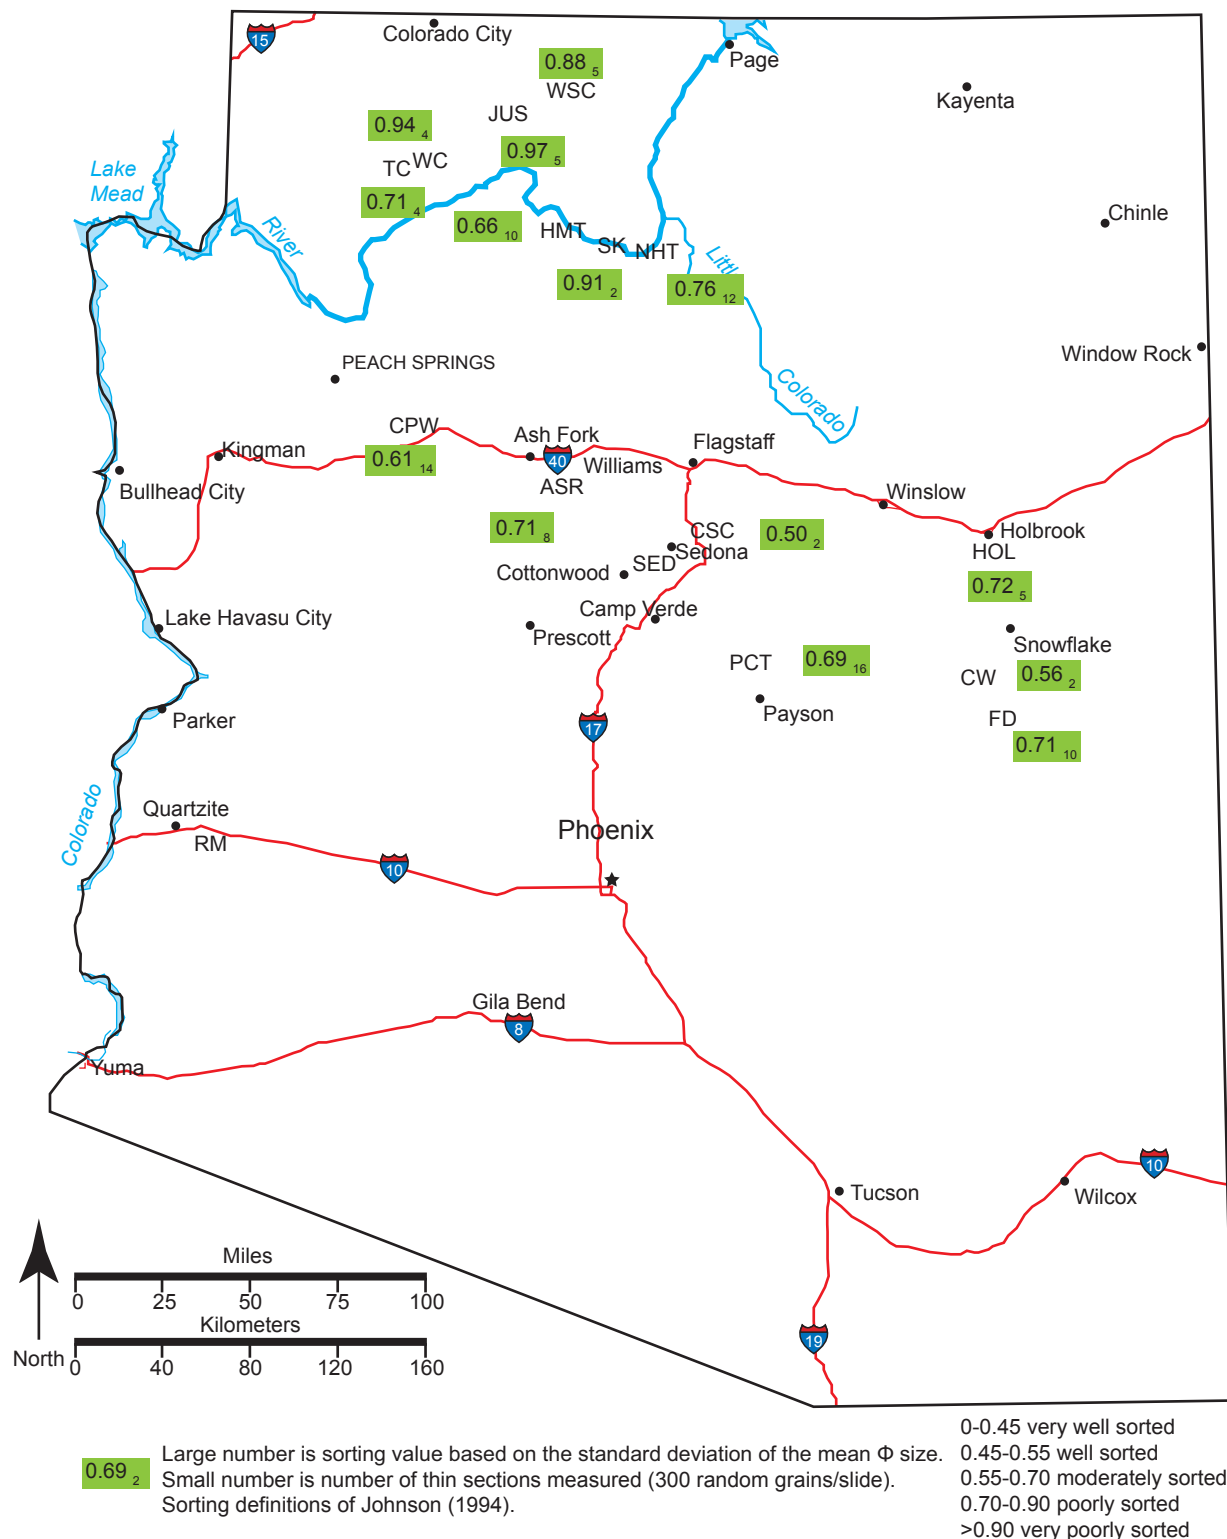 15
Colorado City
Page
0.88 5
WSC
Kayenta
JUS
0.94 4
0.97 5
TC
WC
Lake
Mead
0.71 4
0.66 10
River
HMT
SK
NHT
Chinle
Little
0.91 2
0.76 12
Window Rock
PEACH SPRINGS
Colorado
CPW
Kingman
0.61 14
Ash Fork
40
Williams
Flagstaff
Bullhead City
ASR
Winslow
0.71 8
CSC
0.50 2
Holbrook
HOL
Sedona
SED
Cottonwood
0.72 5
Camp Verde
Lake Havasu City
Prescott
Snowflake
PCT
0.69 16
CW
0.56 2
Payson
FD
Parker
17
0.71 10
Colorado
Quartzite
RM
Phoenix
10
Gila Bend
8
Yuma
10
Tucson
Wilcox
Miles
0 25 50 75 100
Kilometers
North
0 40 80 120 160
19
0.69 2
Large number is sorting value based on the standard deviation of the mean Φ size.
Small number is number of thin sections measured (300 random grains/slide).
Sorting definitions of Johnson (1994).
0-0.45 very well sorted
0.45-0.55 well sorted
0.55-0.70 moderately sorted
0.70-0.90 poorly sorted
>0.90 very poorly sorted